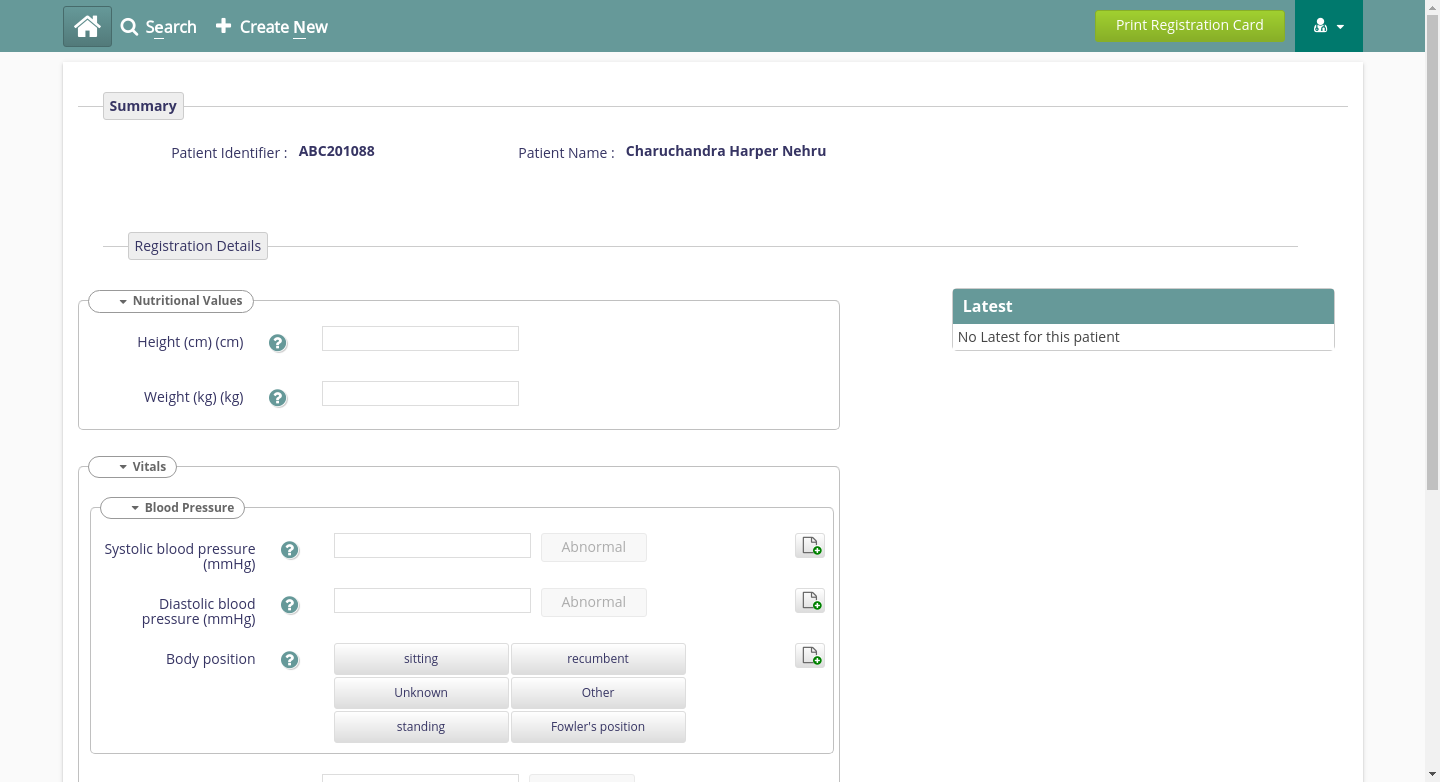 Search Create New Print Registration Card
Summary
Patient Identifier : ABC201088 Patient Name : Charuchandra Harper Nehru
Registration Details
Nutritional Values
Height (cm) (cm) ?
Weight (kg) (kg) ?
Latest
No Latest for this patient
Vitals
Blood Pressure
Systolic blood pressure
(mmHg) ? Abnormal
Diastolic blood
pressure (mmHg) ? Abnormal
Body position ? sitting recumbent
Unknown Other
standing Fowler's position